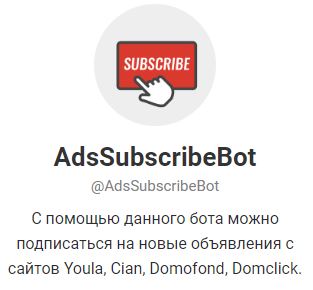 SUBSCRIBE
AdsSubscribeBot
@AdsSubscribeBot
С помощью данного бота можно
подписаться на новые объявления с
сайтов Youla, Cian, Domofond, Domclick.